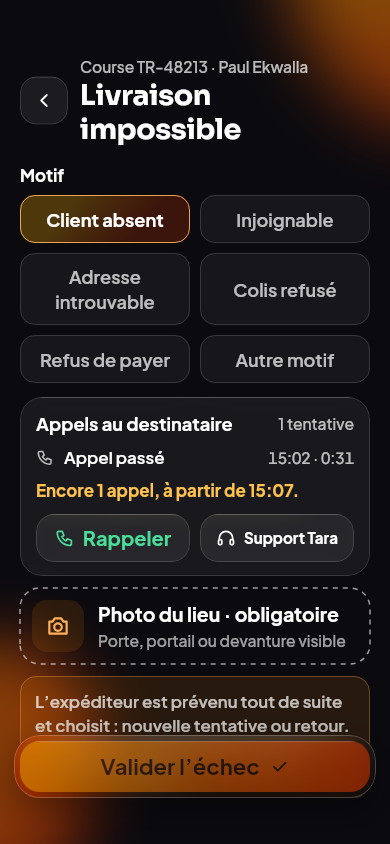 Course TR-48213 · Paul Ekwalla
Livraison
impossible
Motif
Client absent
Injoignable
Adresse
introuvable
Colis refusé
Refus de payer
Autre motif
Appels au destinataire
1 tentative
Appel passé
15:02 · 0:31
Encore 1 appel, à partir de 15:07.
Rappeler
Support Tara
Photo du lieu · obligatoire
Porte, portail ou devanture visible
L’expéditeur est prévenu tout de suite
et choisit : nouvelle tentative ou retour.
Valider l’échec